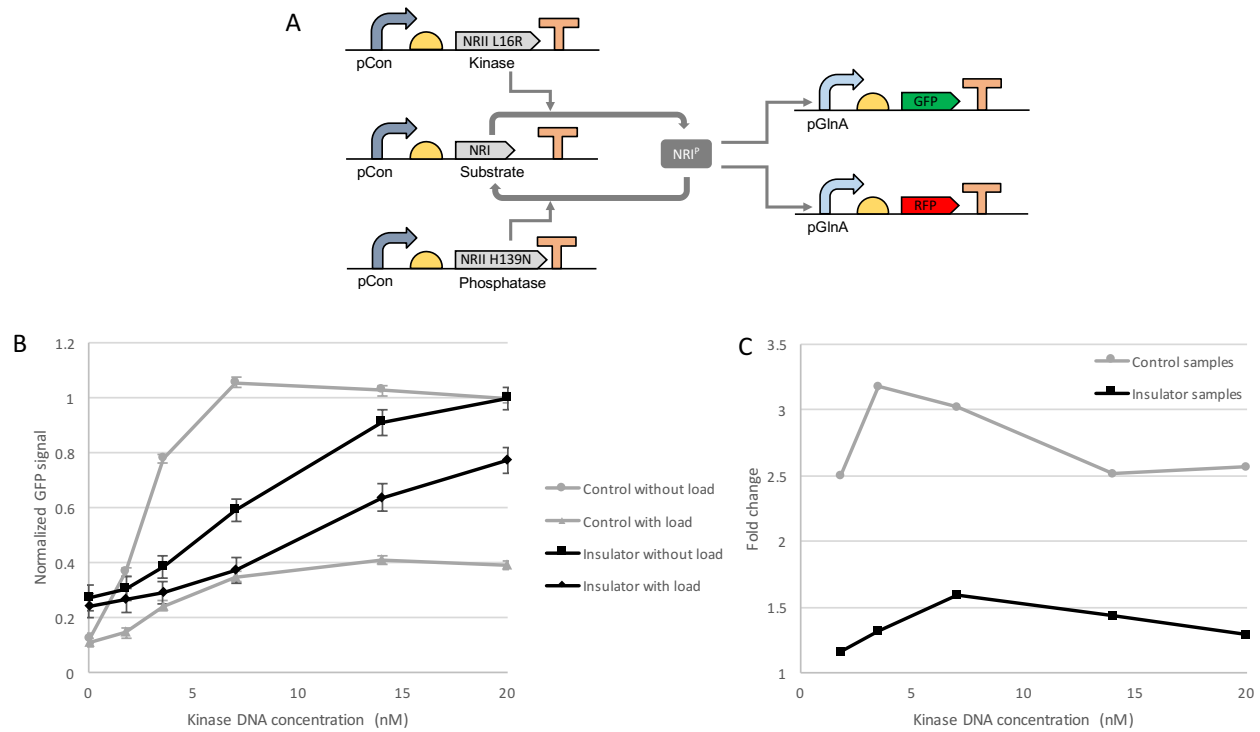 A
NRII L16R
pCon
Kinase
NRI
pCon
Substrate
NRII H139N
pCon
Phosphatase
NRIᴾ
GFP
pGlnA
RFP
pGlnA
B
Normalized GFP signal
1.2
1
0.8
0.6
0.4
0.2
0
0
5
10
15
20
Kinase DNA concentration (nM)
Control without load
Control with load
Insulator without load
Insulator with load
C
Fold change
3.5
3
2.5
2
1.5
1
0
5
10
15
20
Kinase DNA concentration (nM)
Control samples
Insulator samples